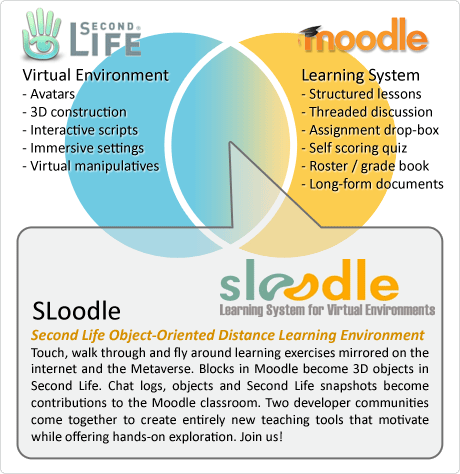 SECOND
LIFE
moodle
Virtual Environment
- Avatars
- 3D construction
- Interactive scripts
- Immersive settings
- Virtual manipulatives
Learning System
- Structured lessons
- Threaded discussion
- Assignment drop-box
- Self scoring quiz
- Roster / grade book
- Long-form documents
sloodle
Learning System for Virtual Environments
SLoodle
Second Life Object-Oriented Distance Learning Environment
Touch, walk through and fly around learning exercises mirrored on the
internet and the Metaverse. Blocks in Moodle become 3D objects in
Second Life. Chat logs, objects and Second Life snapshots become
contributions to the Moodle classroom. Two developer communities
come together to create entirely new teaching tools that motivate
while offering hands-on exploration. Join us!